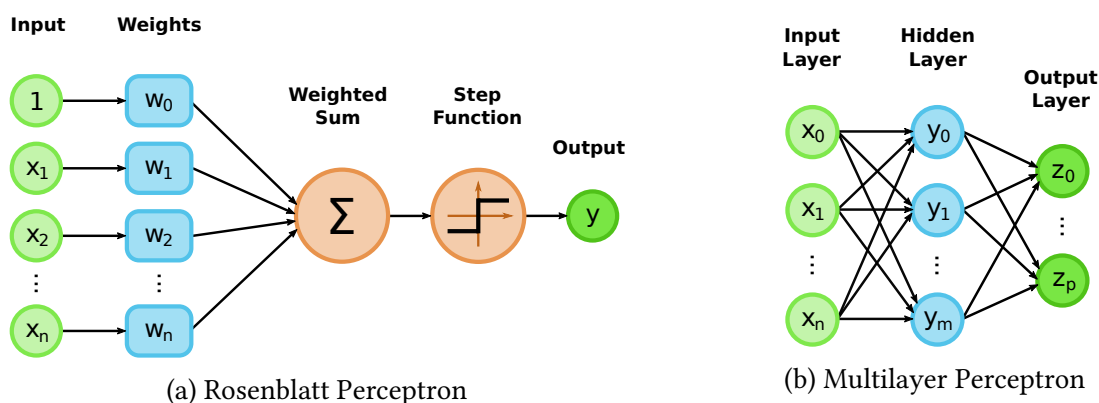 Input Weights
1 w₀
Weighted
Sum
Step
Function
x₁ w₁
Output
Σ
y
x₂ w₂
⋮ ⋮
xₙ wₙ
(a) Rosenblatt Perceptron
Input
Layer
Hidden
Layer
Output
Layer
x₀ y₀
z₀
x₁ y₁
⋮ ⋮ ⋮
zₚ
xₙ yₘ
(b) Multilayer Perceptron